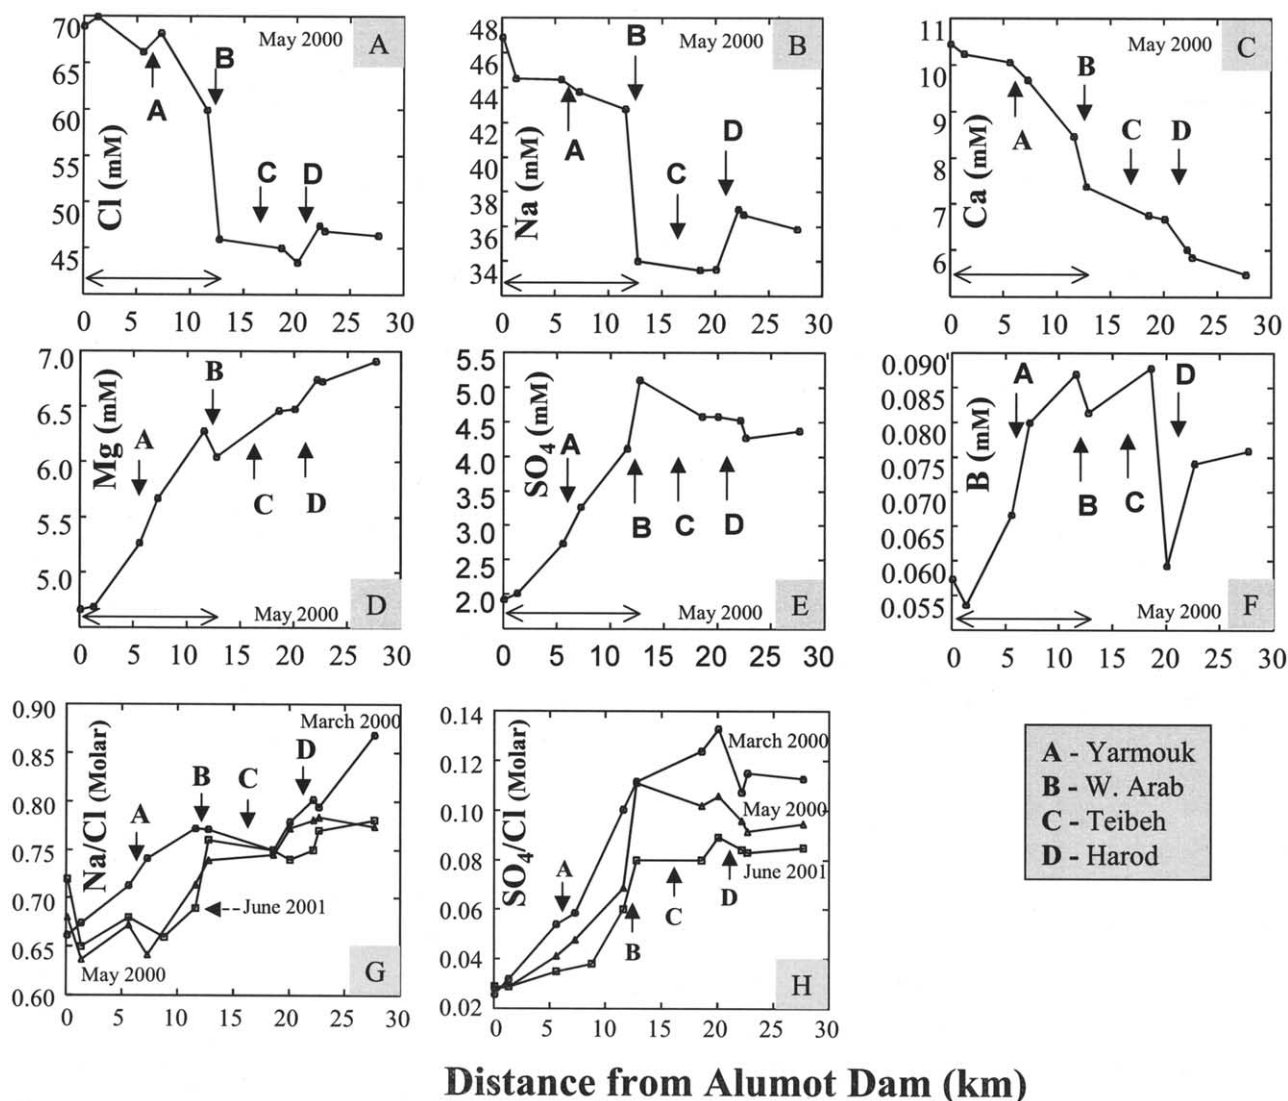 70
65
60
55
50
45
40
Cl (mM)
May 2000
A
A
B
C
D
0 5 10 15 20 25 30
48
46
44
42
40
38
36
34
Na (mM)
May 2000
B
A
B
C
D
0 5 10 15 20 25 30
11
10
9
8
7
6
Ca (mM)
May 2000
C
A
B
C
D
0 5 10 15 20 25 30
7.0
6.5
6.0
5.5
5.0
Mg (mM)
A
B
C
D
May 2000
D
0 5 10 15 20 25 30
5.5
5.0
4.5
4.0
3.5
3.0
2.5
2.0
SO4 (mM)
A
B
C
D
May 2000
E
0 5 10 15 20 25 30
0.090
0.085
0.080
0.075
0.070
0.065
0.060
0.055
B (mM)
A
B
C
D
May 2000
F
0 5 10 15 20 25 30
0.90
0.85
0.80
0.75
0.70
0.65
0.60
Na/Cl (Molar)
March 2000
A
B
C
D
June 2001
May 2000
G
0 5 10 15 20 25 30
0.14
0.12
0.10
0.08
0.06
0.04
0.02
SO4/Cl (Molar)
March 2000
May 2000
June 2001
A
B
C
D
H
0 5 10 15 20 25 30
A - Yarmouk
B - W. Arab
C - Teibeh
D - Harod
Distance from Alumot Dam (km)